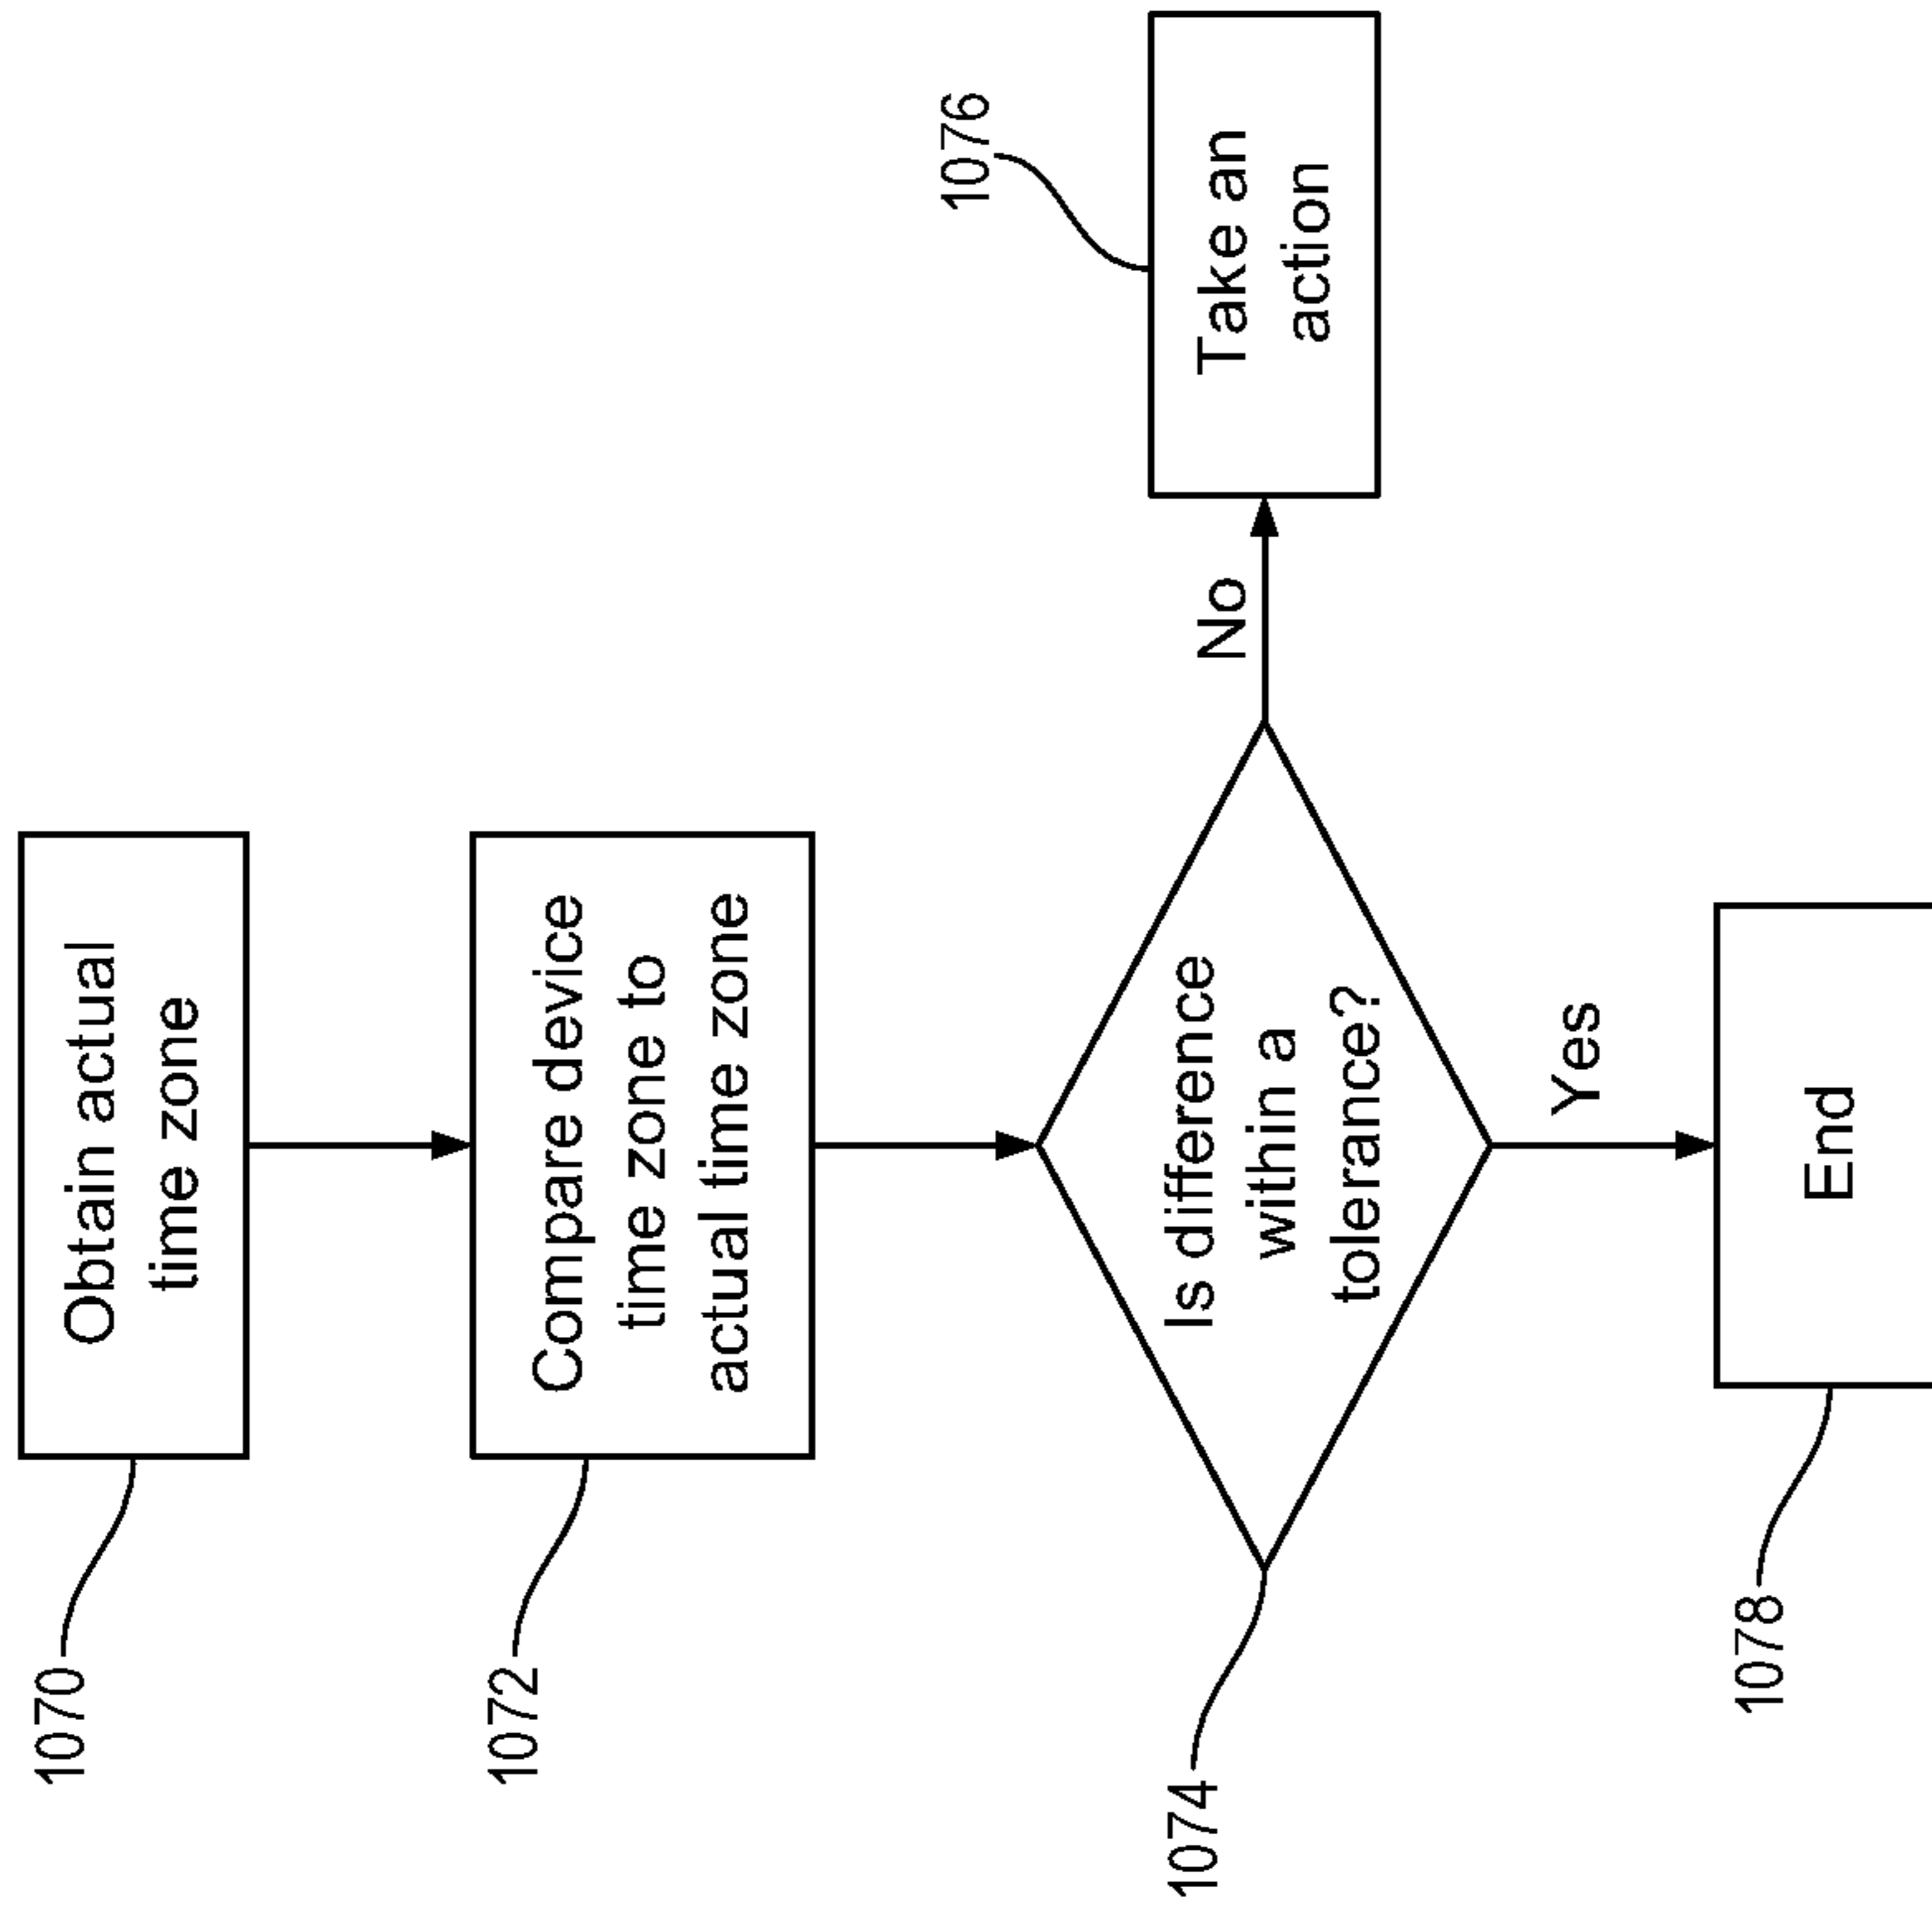 1070
Obtain actual
time zone
1072
Compare device
time zone to
actual time zone
1074
Is difference
within a
tolerance?
No
1076
Take an
action
Yes
1078
End